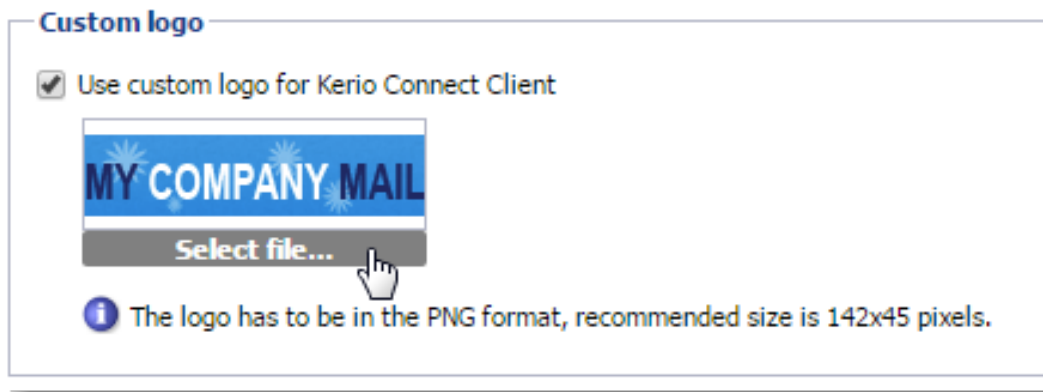 Custom logo
Use custom logo for Kerio Connect Client
MY COMPANY MAIL
Select file...
The logo has to be in the PNG format, recommended size is 142x45 pixels.